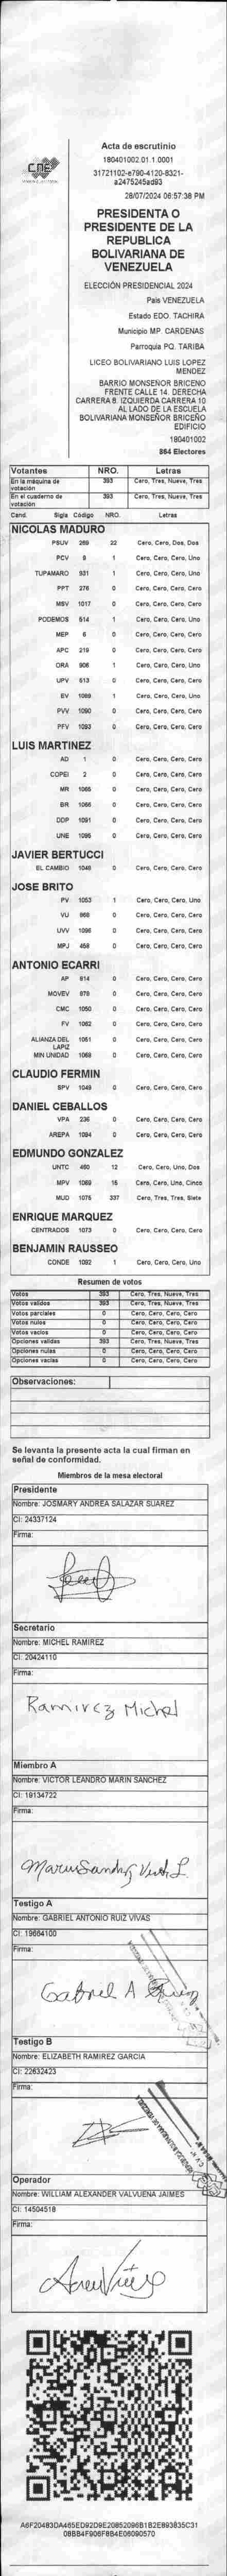 CNE
Acta de escrutinio
180401002.01.1.0001
31721102-e790-4120-8321-
a2475245ad93
28/07/2024 06:57:38 PM
PRESIDENTA O
PRESIDENTE DE LA
REPUBLICA
BOLIVARIANA DE
VENEZUELA
ELECCIÓN PRESIDENCIAL 2024
País VENEZUELA
Estado EDO. TACHIRA
Municipio MP. CARDENAS
Parroquia PQ. TARIBA
LICEO BOLIVARIANO LUIS LOPEZ
MENDEZ
BARRIO MONSEÑOR BRICENO
FRENTE CALLE 14. DERECHA
CARRERA 8. IZQUIERDA CARRERA 10
AL LADO DE LA ESCUELA
BOLIVARIANA MONSEÑOR BRICEÑO
EDIFICIO
180401002
864 Electores
Votantes NRO. Letras
En la máquina de votación 393 Cero, Tres, Nueve, Tres
En el cuaderno de votación 393 Cero, Tres, Nueve, Tres
Cand. Sigla Código NRO. Letras
NICOLAS MADURO
PSUV 269 22 Cero, Cero, Dos, Dos
PCV 9 1 Cero, Cero, Cero, Uno
TUPAMARO 931 1 Cero, Cero, Cero, Uno
PPT 276 0 Cero, Cero, Cero, Cero
MSV 1017 0 Cero, Cero, Cero, Cero
PODEMOS 514 1 Cero, Cero, Cero, Uno
MEP 6 0 Cero, Cero, Cero, Cero
APC 219 0 Cero, Cero, Cero, Cero
ORA 906 1 Cero, Cero, Cero, Uno
UPV 613 0 Cero, Cero, Cero, Cero
EV 1089 1 Cero, Cero, Cero, Uno
PVV 1090 0 Cero, Cero, Cero, Cero
PFV 1093 0 Cero, Cero, Cero, Cero
LUIS MARTINEZ
AD 1 0 Cero, Cero, Cero, Cero
COPEI 2 0 Cero, Cero, Cero, Cero
MR 1065 0 Cero, Cero, Cero, Cero
BR 1066 0 Cero, Cero, Cero, Cero
DDP 1091 0 Cero, Cero, Cero, Cero
UNE 1095 0 Cero, Cero, Cero, Cero
JAVIER BERTUCCI
EL CAMBIO 1048 0 Cero, Cero, Cero, Cero
JOSE BRITO
PV 1053 1 Cero, Cero, Cero, Uno
VU 968 0 Cero, Cero, Cero, Cero
UVV 1096 0 Cero, Cero, Cero, Cero
MPJ 458 0 Cero, Cero, Cero, Cero
ANTONIO ECARRI
AP 914 0 Cero, Cero, Cero, Cero
MOVEV 979 0 Cero, Cero, Cero, Cero
CMC 1050 0 Cero, Cero, Cero, Cero
FV 1062 0 Cero, Cero, Cero, Cero
ALIANZA DEL LAPIZ 1051 0 Cero, Cero, Cero, Cero
MIN UNIDAD 1068 0 Cero, Cero, Cero, Cero
CLAUDIO FERMIN
SPV 1049 0 Cero, Cero, Cero, Cero
DANIEL CEBALLOS
VPA 236 0 Cero, Cero, Cero, Cero
AREPA 1094 0 Cero, Cero, Cero, Cero
EDMUNDO GONZALEZ
UNTC 480 12 Cero, Cero, Uno, Dos
MPV 1069 15 Cero, Cero, Uno, Cinco
MUD 1075 337 Cero, Tres, Tres, Siete
ENRIQUE MARQUEZ
CENTRADOS 1073 0 Cero, Cero, Cero, Cero
BENJAMIN RAUSSEO
CONDE 1092 1 Cero, Cero, Cero, Uno
Resumen de votos
Votos 393 Cero, Tres, Nueve, Tres
Votos validos 393 Cero, Tres, Nueve, Tres
Votos parciales 0 Cero, Cero, Cero, Cero
Votos nulos 0 Cero, Cero, Cero, Cero
Votos vacios 0 Cero, Cero, Cero, Cero
Opciones validas 393 Cero, Tres, Nueve, Tres
Opciones nulas 0 Cero, Cero, Cero, Cero
Opciones vacias 0 Cero, Cero, Cero, Cero
Observaciones:
Se levanta la presente acta la cual firman en
señal de conformidad.
Miembros de la mesa electoral
Presidente
Nombre: JOSMARY ANDREA SALAZAR SUAREZ
CI: 24337124
Firma:
Secretario
Nombre: MICHEL RAMIREZ
CI: 20424110
Firma:
Ramirez Michel
Miembro A
Nombre: VICTOR LEANDRO MARIN SANCHEZ
CI: 19134722
Firma:
Testigo A
Nombre: GABRIEL ANTONIO RUIZ VIVAS
CI: 19664100
Firma:
Gabriel A
Testigo B
Nombre: ELIZABETH RAMIREZ GARCIA
CI: 22632423
Firma:
Operador
Nombre: WILLIAM ALEXANDER VALVUENA JAIMES
CI: 14504518
Firma:
A6F20483DA465ED92D9E20852096B1B2E893835C31
08BB4F906F8B4E06090570